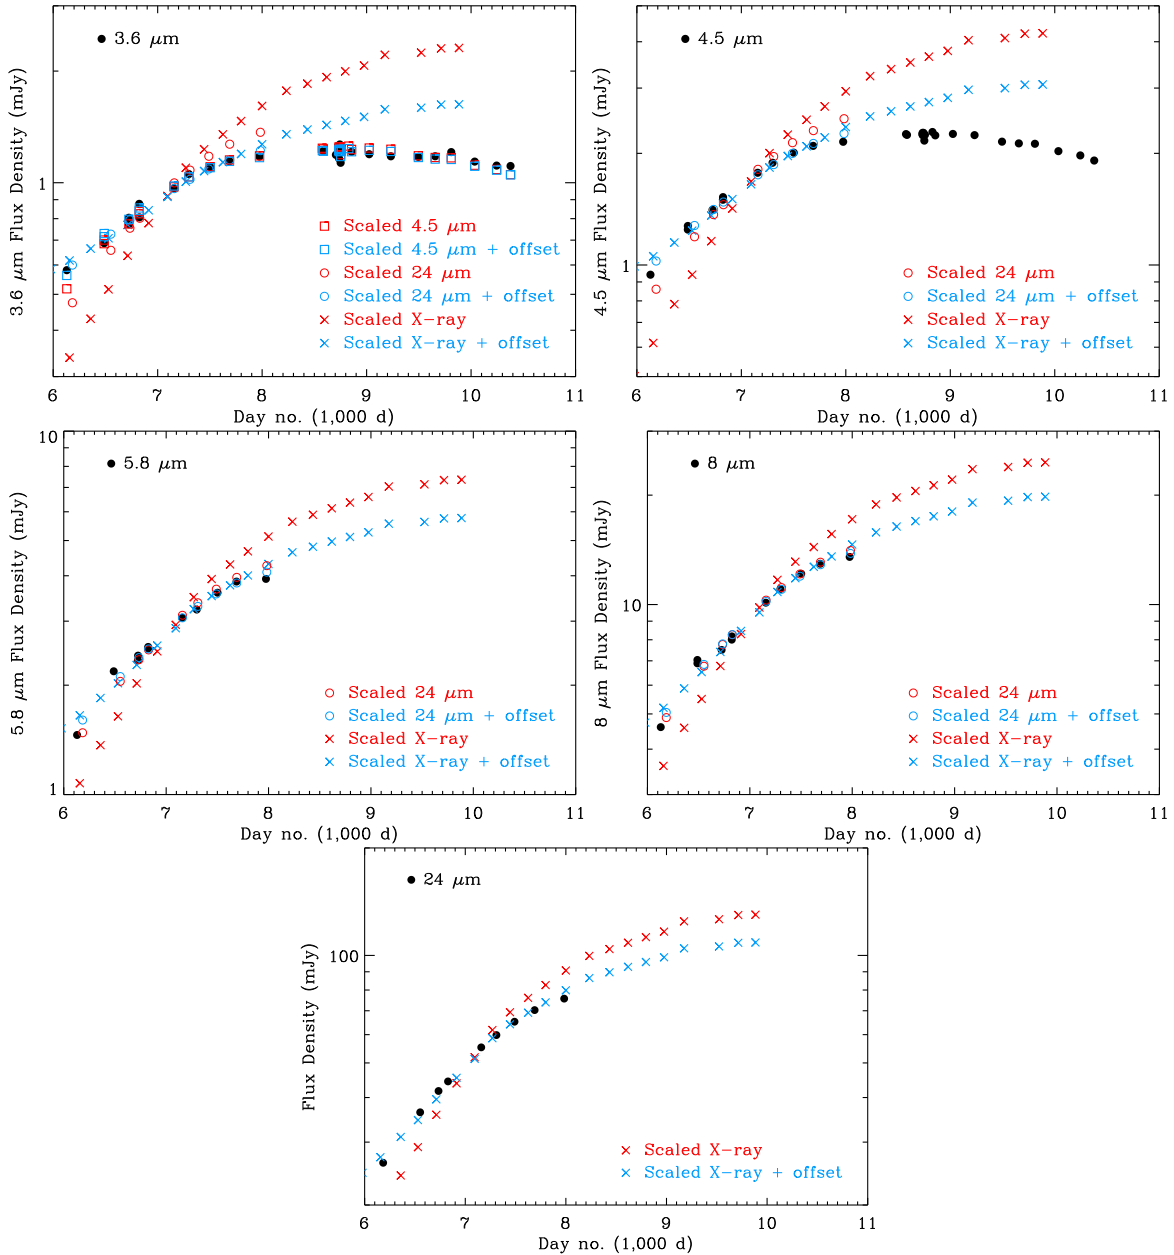 3.6 μm
2
1
3.6 μm Flux Density (mJy)
Scaled 4.5 μm
Scaled 4.5 μm + offset
Scaled 24 μm
Scaled 24 μm + offset
Scaled X-ray
Scaled X-ray + offset
6 7 8 9 10 11
Day no. (1,000 d)
4.5 μm
2
1
4.5 μm Flux Density (mJy)
Scaled 24 μm
Scaled 24 μm + offset
Scaled X-ray
Scaled X-ray + offset
6 7 8 9 10 11
Day no. (1,000 d)
10
5.8 μm
2
1
5.8 μm Flux Density (mJy)
Scaled 24 μm
Scaled 24 μm + offset
Scaled X-ray
Scaled X-ray + offset
6 7 8 9 10 11
Day no. (1,000 d)
8 μm
20
10
8 μm Flux Density (mJy)
Scaled 24 μm
Scaled 24 μm + offset
Scaled X-ray
Scaled X-ray + offset
6 7 8 9 10 11
Day no. (1,000 d)
24 μm
100
Flux Density (mJy)
Scaled X-ray
Scaled X-ray + offset
6 7 8 9 10 11
Day no. (1,000 d)